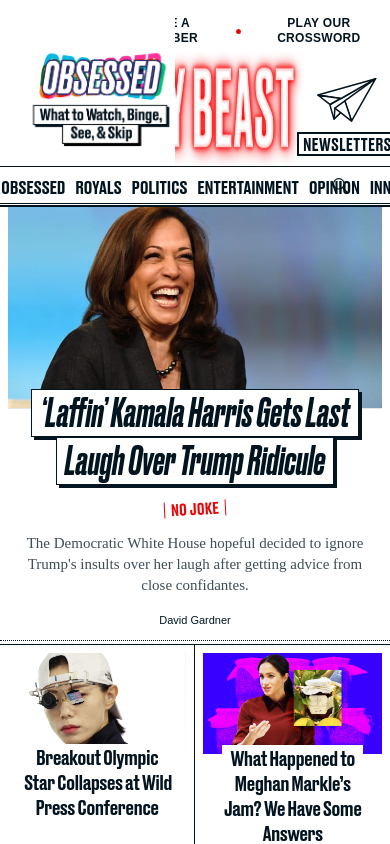 E A
BER
PLAY OUR
CROSSWORD
OBSESSED
What to Watch, Binge,
See, & Skip
Y BEAST
NEWSLETTERS
OBSESSED ROYALS POLITICS ENTERTAINMENT OPINION INN
‘Laffin’ Kamala Harris Gets Last
Laugh Over Trump Ridicule
NO JOKE
The Democratic White House hopeful decided to ignore
Trump's insults over her laugh after getting advice from
close confidantes.
David Gardner
Breakout Olympic
Star Collapses at Wild
Press Conference
What Happened to
Meghan Markle’s
Jam? We Have Some
Answers